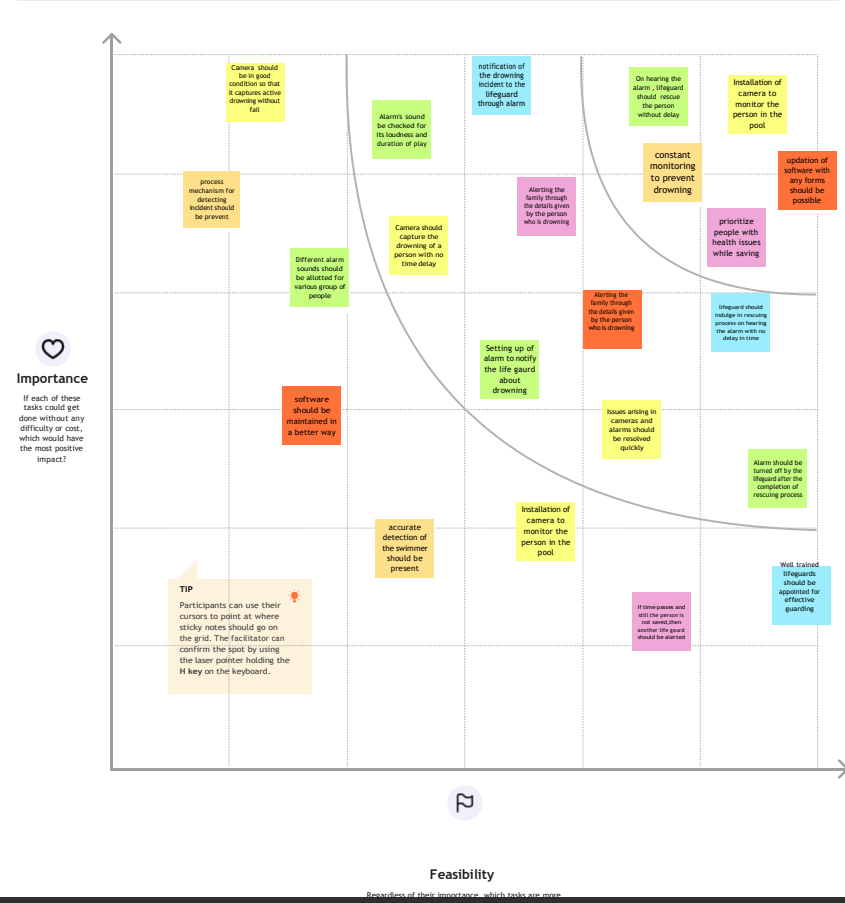 Camera should
be in good
condition so that
it captures active
drowning without
fail
notification of
the drowning
incident to the
lifeguard
through alarm
On hearing the
alarm , lifeguard
should rescue
the person
without delay
Installation of
camera to
monitor the
person in the
pool
Alarm's sound
be checked for
its loudness and
duration of play
constant
monitoring
to prevent
drowning
updation of
software with
any forms
should be
possible
process
mechanism for
detecting
incident should
be prevent
Alerting the
family through
the details given
by the person
who is drowning
prioritize
people with
health issues
while saving
Camera should
capture the
drowning of a
person with no
time delay
Different alarm
sounds should
be allotted for
various group of
people
Alerting the
family through
the details given
by the person
who is drowning
lifeguard should
indulge in rescuing
process on hearing
the alarm with no
delay in time
Setting up of
alarm to notify
the life gaurd
about
drowning
Importance
If each of these
tasks could get
done without any
difficulty or cost,
which would have
the most positive
impact?
software
should be
maintained in
a better way
Issues arising in
cameras and
alarms should
be resolved
quickly
Alarm should be
turned off by the
lifeguard after the
completion of
rescuing process
accurate
detection of
the swimmer
should be
present
Installation of
camera to
monitor the
person in the
pool
Well trained
lifeguards
should be
appointed for
effective
guarding
If time passes and
still the person is
not saved,then
another life gaurd
should be alerted
TIP
Participants can use their
cursors to point at where
sticky notes should go on
the grid. The facilitator can
confirm the spot by using
the laser pointer holding the
H key on the keyboard.
Feasibility
Regardless of their importance, which tasks are more